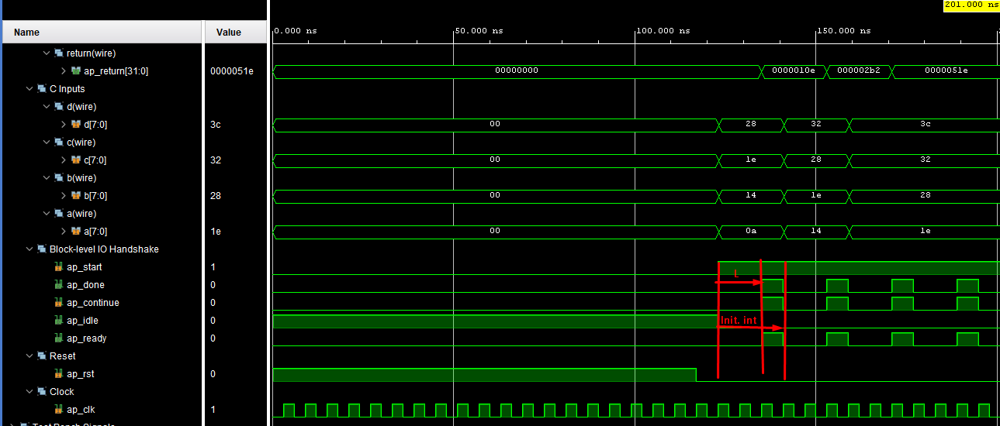 201.000 ns
Name Value
0.000 ns 50.000 ns 100.000 ns 150.000 ns
return(wire)
ap_return[31:0] 0000051e 00000000 0000010e 000002b2 0000051e
C Inputs
d(wire)
d[7:0] 3c 00 28 32 3c
c(wire)
c[7:0] 32 00 1e 28 32
b(wire)
b[7:0] 28 00 14 1e 28
a(wire)
a[7:0] 1e 00 0a 14 1e
Block-level IO Handshake
ap_start 1
L
ap_done 0
ap_continue 0
ap_idle 0
Init. int
ap_ready 0
Reset
ap_rst 0
Clock
ap_clk 1